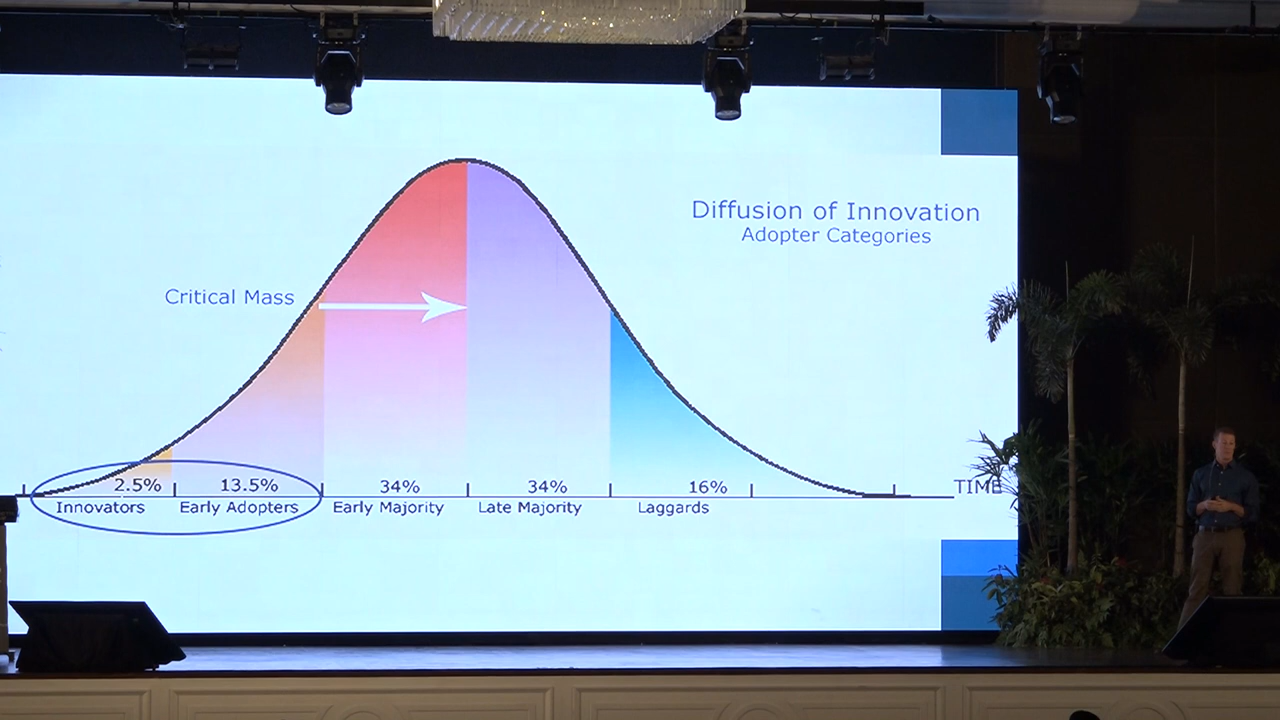 Diffusion of Innovation
Adopter Categories
Critical Mass
2.5% 13.5% 34% 34% 16% TIME
Innovators Early Adopters Early Majority Late Majority Laggards